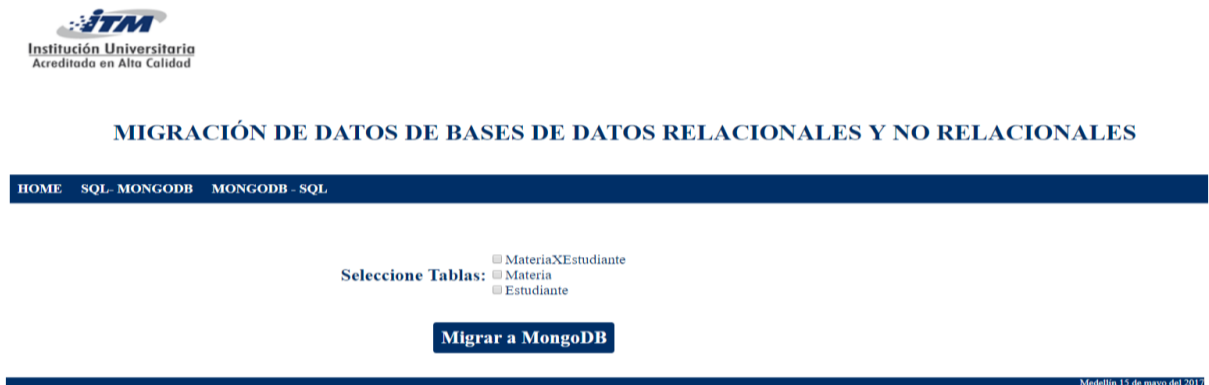 iTM
Institución Universitaria
Acreditada en Alta Calidad
MIGRACIÓN DE DATOS DE BASES DE DATOS RELACIONALES Y NO RELACIONALES
HOME SQL- MONGODB MONGODB - SQL
Seleccione Tablas:
MateriaXEstudiante
Materia
Estudiante
Migrar a MongoDB
Medellín 15 de mayo del 2017